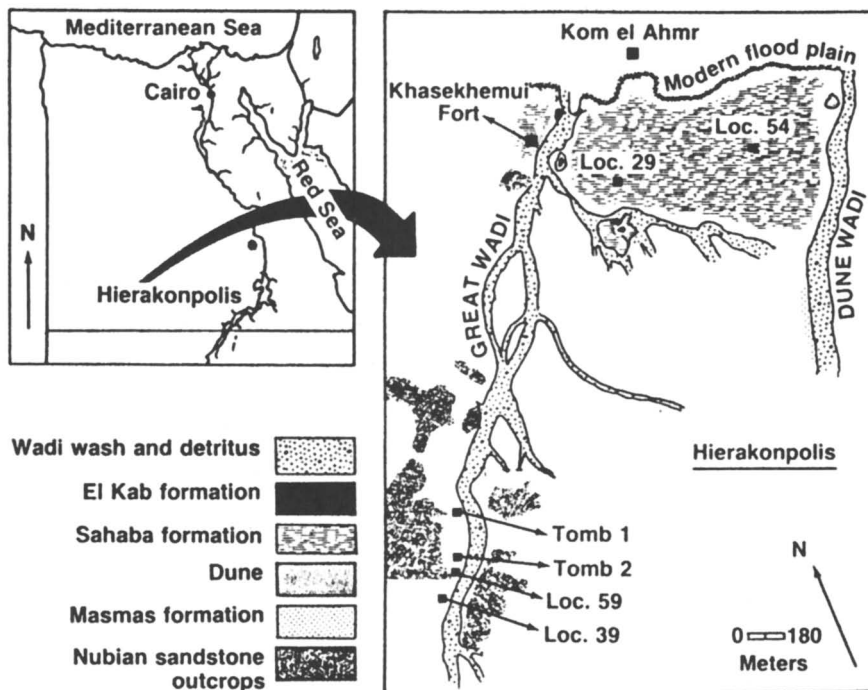 Mediterranean Sea
Cairo
Red Sea
N
Hierakonpolis
Wadi wash and detritus
El Kab formation
Sahaba formation
Dune
Masmas formation
Nubian sandstone
outcrops
Kom el Ahmr
Modern flood plain
Khasekhemui
Fort
Loc. 54
Loc. 29
GREAT WADI
DUNE WADI
Hierakonpolis
Tomb 1
Tomb 2
Loc. 59
Loc. 39
N
0 180
Meters